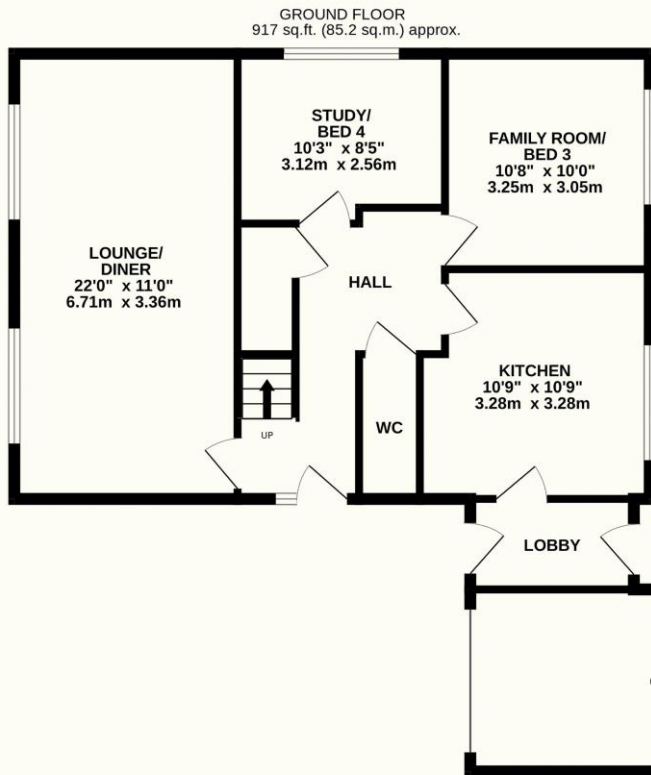 GROUND FLOOR
917 sq.ft. (85.2 sq.m.) approx.
STUDY/
BED 4
10'3" x 8'5"
3.12m x 2.56m
FAMILY ROOM/
BED 3
10'8" x 10'0"
3.25m x 3.05m
LOUNGE/
DINER
22'0" x 11'0"
6.71m x 3.36m
HALL
KITCHEN
10'9" x 10'9"
3.28m x 3.28m
WC
UP
LOBBY